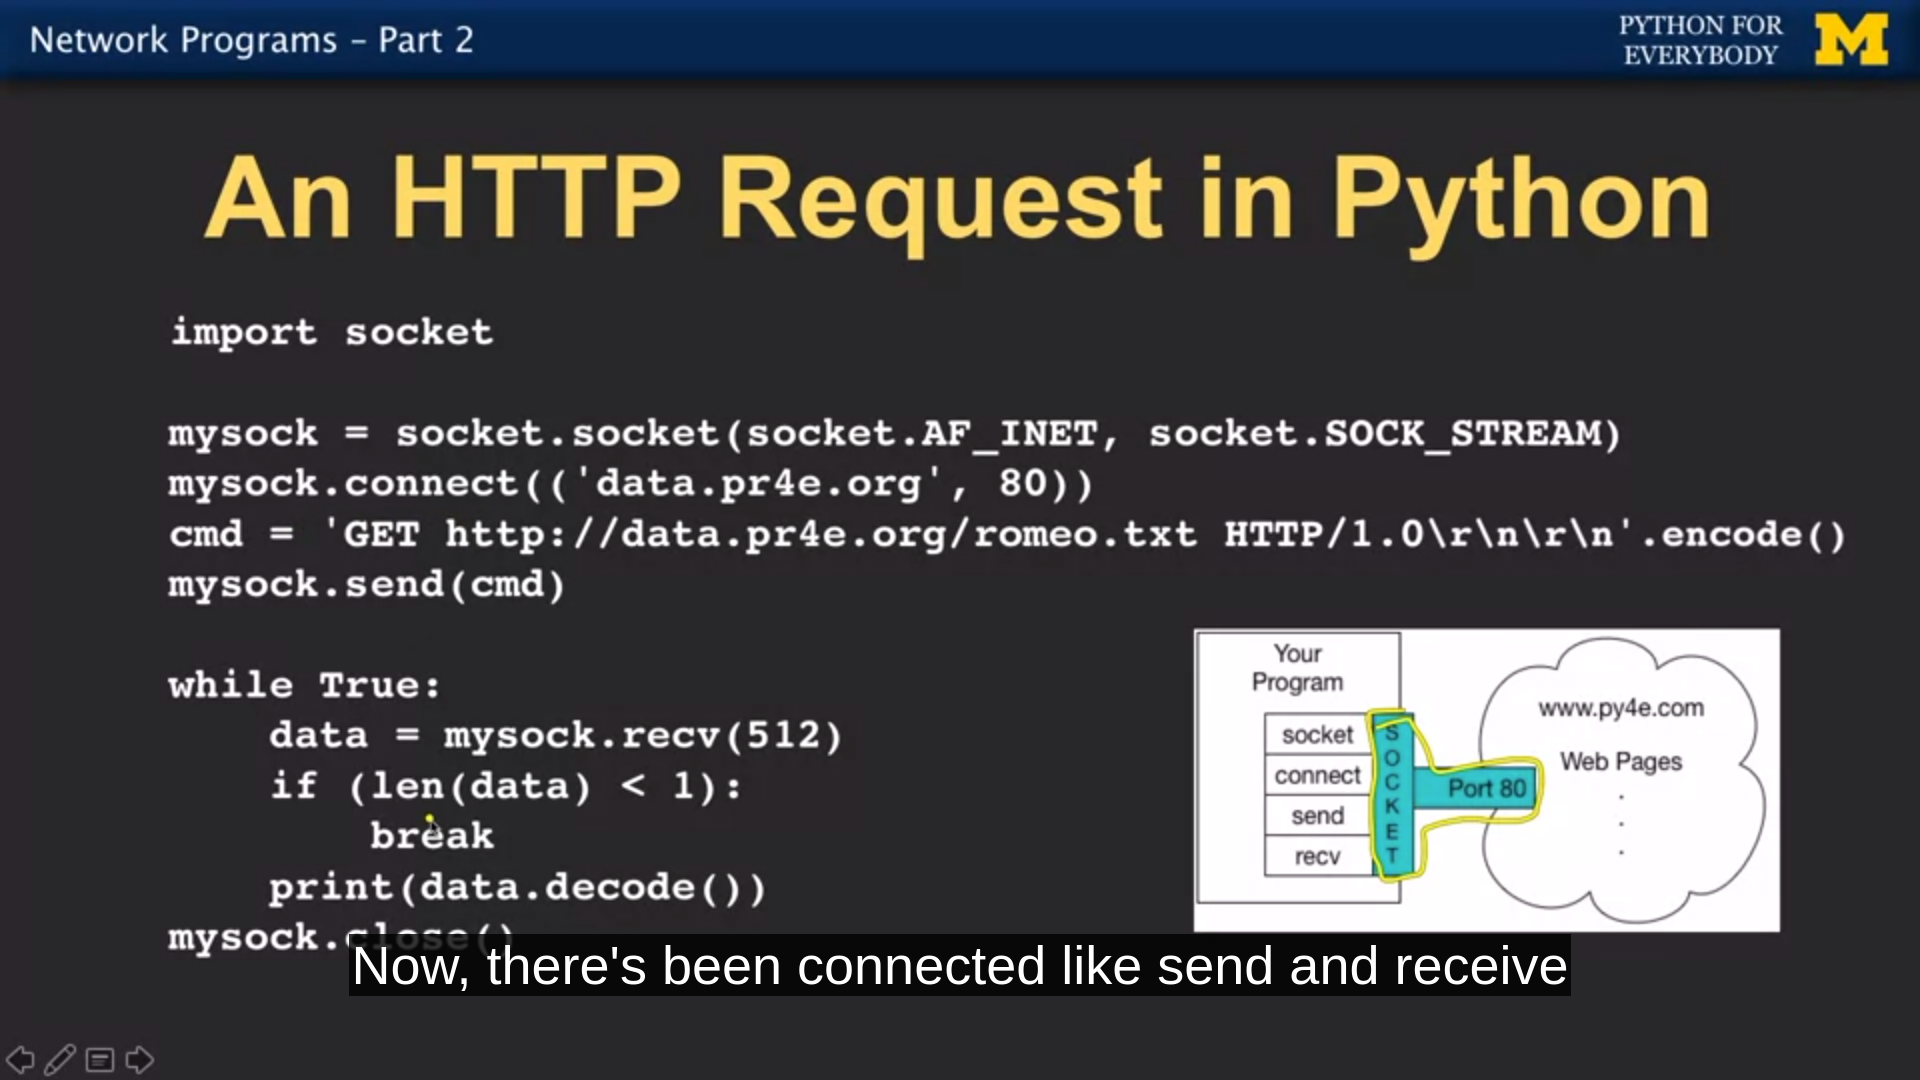 Network Programs – Part 2
PYTHON FOR
EVERYBODY
M
An HTTP Request in Python
import socket
mysock = socket.socket(socket.AF_INET, socket.SOCK_STREAM)
mysock.connect(('data.pr4e.org', 80))
cmd = 'GET http://data.pr4e.org/romeo.txt HTTP/1.0\r\n\r\n'.encode()
mysock.send(cmd)
while True:
    data = mysock.recv(512)
    if (len(data) < 1):
        break
    print(data.decode())
mysock.close()
Your
Program
socket
connect
send
recv
SOCKET
Port 80
www.py4e.com
Web Pages
.
.
.
Now, there's been connected like send and receive